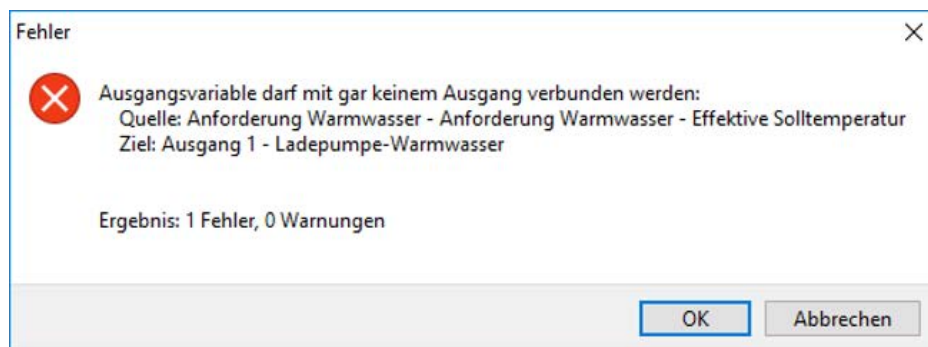 Fehler
Ausgangsvariable darf mit gar keinem Ausgang verbunden werden:
Quelle: Anforderung Warmwasser - Anforderung Warmwasser - Effektive Solltemperatur
Ziel: Ausgang 1 - Ladepumpe-Warmwasser
Ergebnis: 1 Fehler, 0 Warnungen
OK
Abbrechen